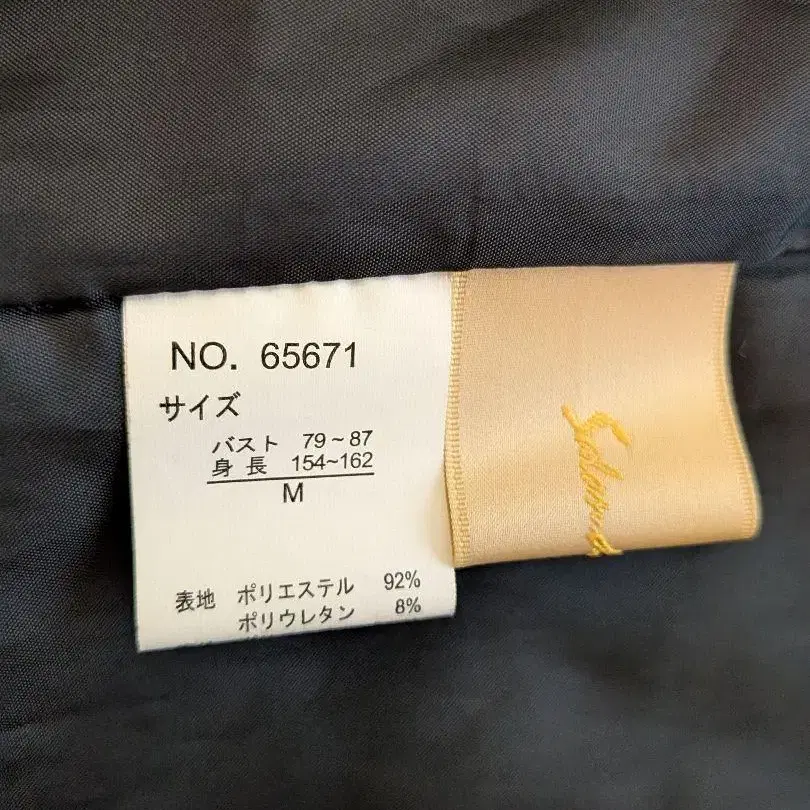 NO. 65671
サイズ
バスト 79~87
身長 154~162
M
表地 ポリエステル 92%
ポリウレタン 8%